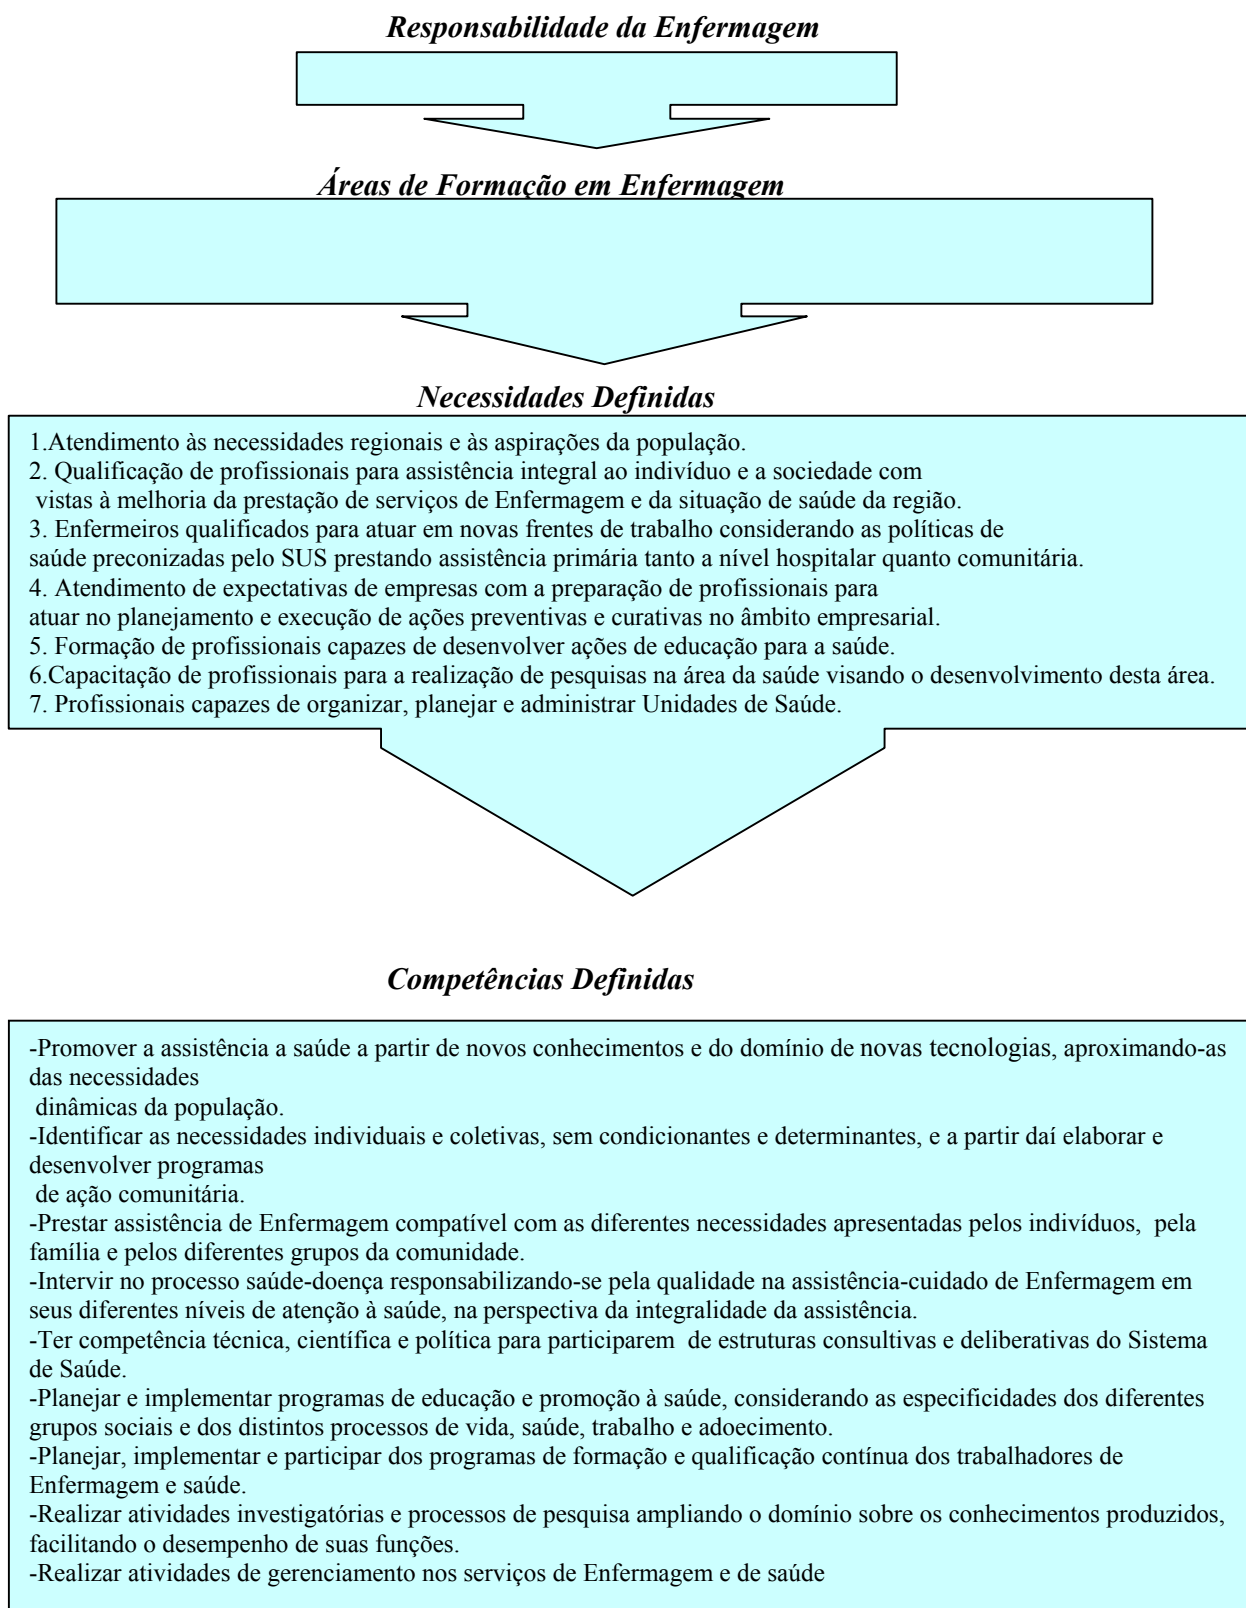 Responsabilidade da Enfermagem
Áreas de Formação em Enfermagem
Necessidades Definidas
1.Atendimento às necessidades regionais e às aspirações da população.
2. Qualificação de profissionais para assistência integral ao indivíduo e a sociedade com
vistas à melhoria da prestação de serviços de Enfermagem e da situação de saúde da região.
3. Enfermeiros qualificados para atuar em novas frentes de trabalho considerando as políticas de
saúde preconizadas pelo SUS prestando assistência primária tanto a nível hospitalar quanto comunitária.
4. Atendimento de expectativas de empresas com a preparação de profissionais para
atuar no planejamento e execução de ações preventivas e curativas no âmbito empresarial.
5. Formação de profissionais capazes de desenvolver ações de educação para a saúde.
6.Capacitação de profissionais para a realização de pesquisas na área da saúde visando o desenvolvimento desta área.
7. Profissionais capazes de organizar, planejar e administrar Unidades de Saúde.
Competências Definidas
-Promover a assistência a saúde a partir de novos conhecimentos e do domínio de novas tecnologias, aproximando-as
das necessidades
dinâmicas da população.
-Identificar as necessidades individuais e coletivas, sem condicionantes e determinantes, e a partir daí elaborar e
desenvolver programas
de ação comunitária.
-Prestar assistência de Enfermagem compatível com as diferentes necessidades apresentadas pelos indivíduos, pela
família e pelos diferentes grupos da comunidade.
-Intervir no processo saúde-doença responsabilizando-se pela qualidade na assistência-cuidado de Enfermagem em
seus diferentes níveis de atenção à saúde, na perspectiva da integralidade da assistência.
-Ter competência técnica, científica e política para participarem de estruturas consultivas e deliberativas do Sistema
de Saúde.
-Planejar e implementar programas de educação e promoção à saúde, considerando as especificidades dos diferentes
grupos sociais e dos distintos processos de vida, saúde, trabalho e adoecimento.
-Planejar, implementar e participar dos programas de formação e qualificação contínua dos trabalhadores de
Enfermagem e saúde.
-Realizar atividades investigatórias e processos de pesquisa ampliando o domínio sobre os conhecimentos produzidos,
facilitando o desempenho de suas funções.
-Realizar atividades de gerenciamento nos serviços de Enfermagem e de saúde